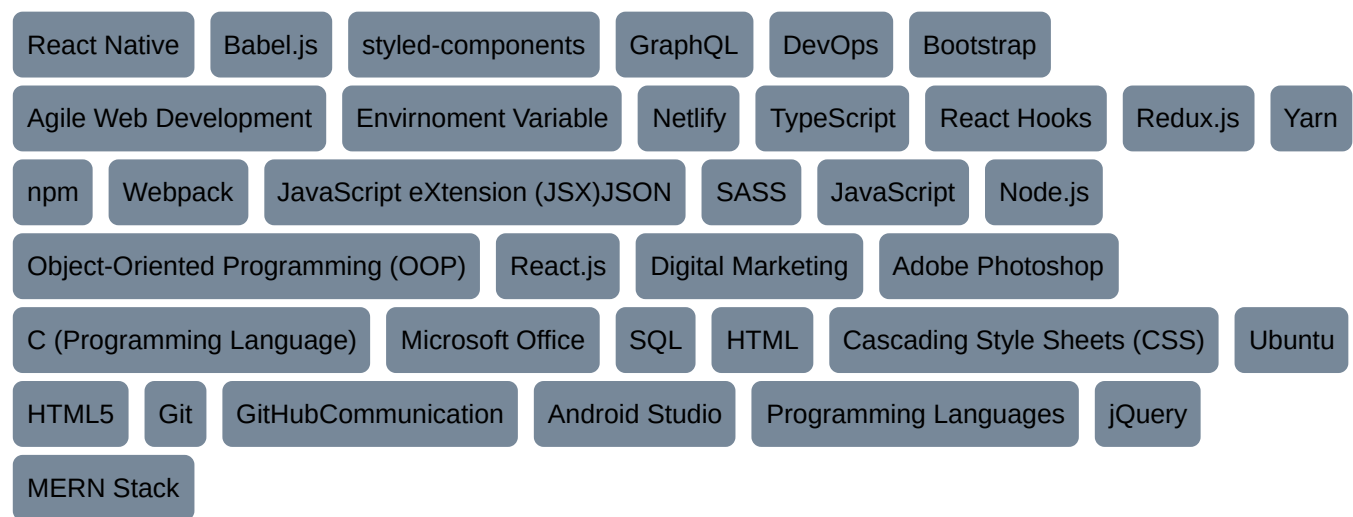 React Native Babel.js styled-components GraphQL DevOps Bootstrap
Agile Web Development Envirnoment Variable Netlify TypeScript React Hooks Redux.js Yarn
npm Webpack JavaScript eXtension (JSX)JSON SASS JavaScript Node.js
Object-Oriented Programming (OOP) React.js Digital Marketing Adobe Photoshop
C (Programming Language) Microsoft Office SQL HTML Cascading Style Sheets (CSS) Ubuntu
HTML5 Git GitHubCommunication Android Studio Programming Languages jQuery
MERN Stack